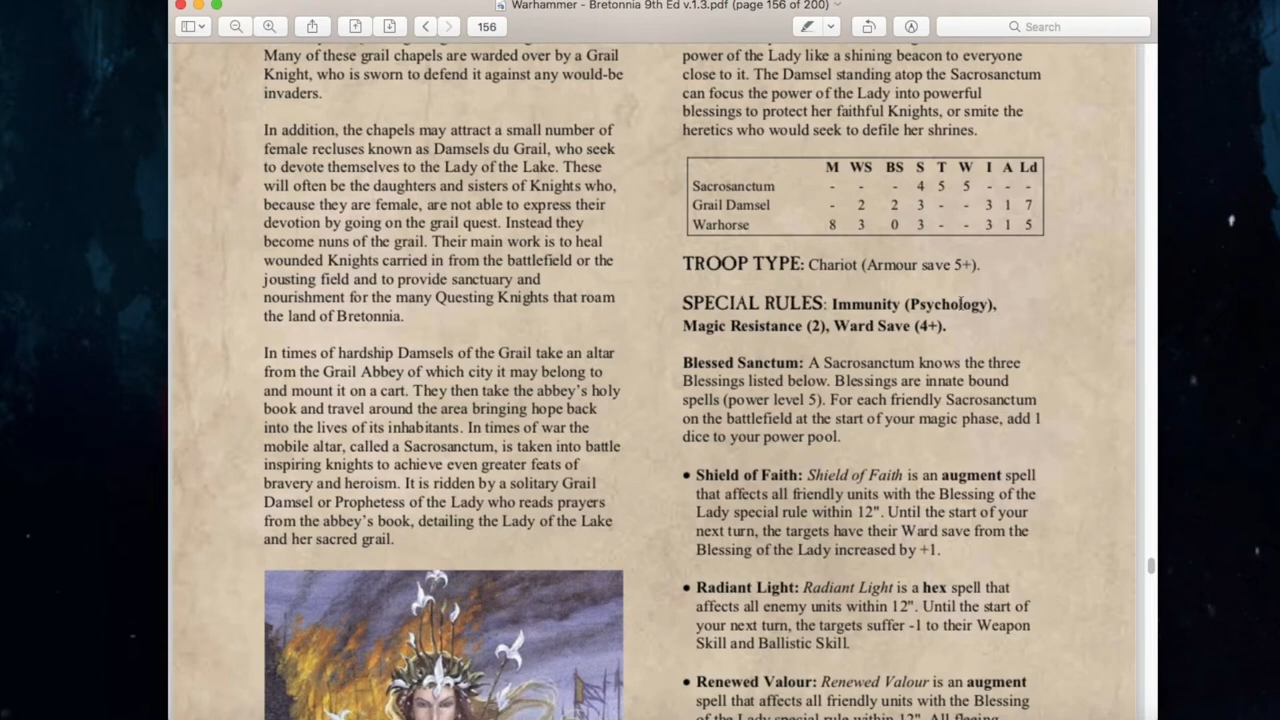 Warhammer - Bretonnia 9th Ed v.1.3.pdf (page 156 of 200)
156
Search
Many of these grail chapels are warded over by a Grail
Knight, who is sworn to defend it against any would-be
invaders.
In addition, the chapels may attract a small number of
female recluses known as Damsels du Grail, who seek
to devote themselves to the Lady of the Lake. These
will often be the daughters and sisters of Knights who,
because they are female, are not able to express their
devotion by going on the grail quest. Instead they
become nuns of the grail. Their main work is to heal
wounded Knights carried in from the battlefield or the
jousting field and to provide sanctuary and
nourishment for the many Questing Knights that roam
the land of Bretonnia.
In times of hardship Damsels of the Grail take an altar
from the Grail Abbey of which city it may belong to
and mount it on a cart. They then take the abbey's holy
book and travel around the area bringing hope back
into the lives of its inhabitants. In times of war the
mobile altar, called a Sacrosanctum, is taken into battle
inspiring knights to achieve even greater feats of
bravery and heroism. It is ridden by a solitary Grail
Damsel or Prophetess of the Lady who reads prayers
from the abbey's book, detailing the Lady of the Lake
and her sacred grail.
power of the Lady like a shining beacon to everyone
close to it. The Damsel standing atop the Sacrosanctum
can focus the power of the Lady into powerful
blessings to protect her faithful Knights, or smite the
heretics who would seek to defile her shrines.
M WS BS S T W I A Ld
Sacrosanctum - - - 4 5 5 - - -
Grail Damsel - 2 2 3 - - 3 1 7
Warhorse 8 3 0 3 - - 3 1 5
TROOP TYPE: Chariot (Armour save 5+).
SPECIAL RULES: Immunity (Psychology),
Magic Resistance (2), Ward Save (4+).
Blessed Sanctum: A Sacrosanctum knows the three
Blessings listed below. Blessings are innate bound
spells (power level 5). For each friendly Sacrosanctum
on the battlefield at the start of your magic phase, add 1
dice to your power pool.
• Shield of Faith: Shield of Faith is an augment spell
that affects all friendly units with the Blessing of the
Lady special rule within 12". Until the start of your
next turn, the targets have their Ward save from the
Blessing of the Lady increased by +1.
• Radiant Light: Radiant Light is a hex spell that
affects all enemy units within 12". Until the start of
your next turn, the targets suffer -1 to their Weapon
Skill and Ballistic Skill.
• Renewed Valour: Renewed Valour is an augment
spell that affects all friendly units with the Blessing
of the Lady special rule within 12". All fleeing